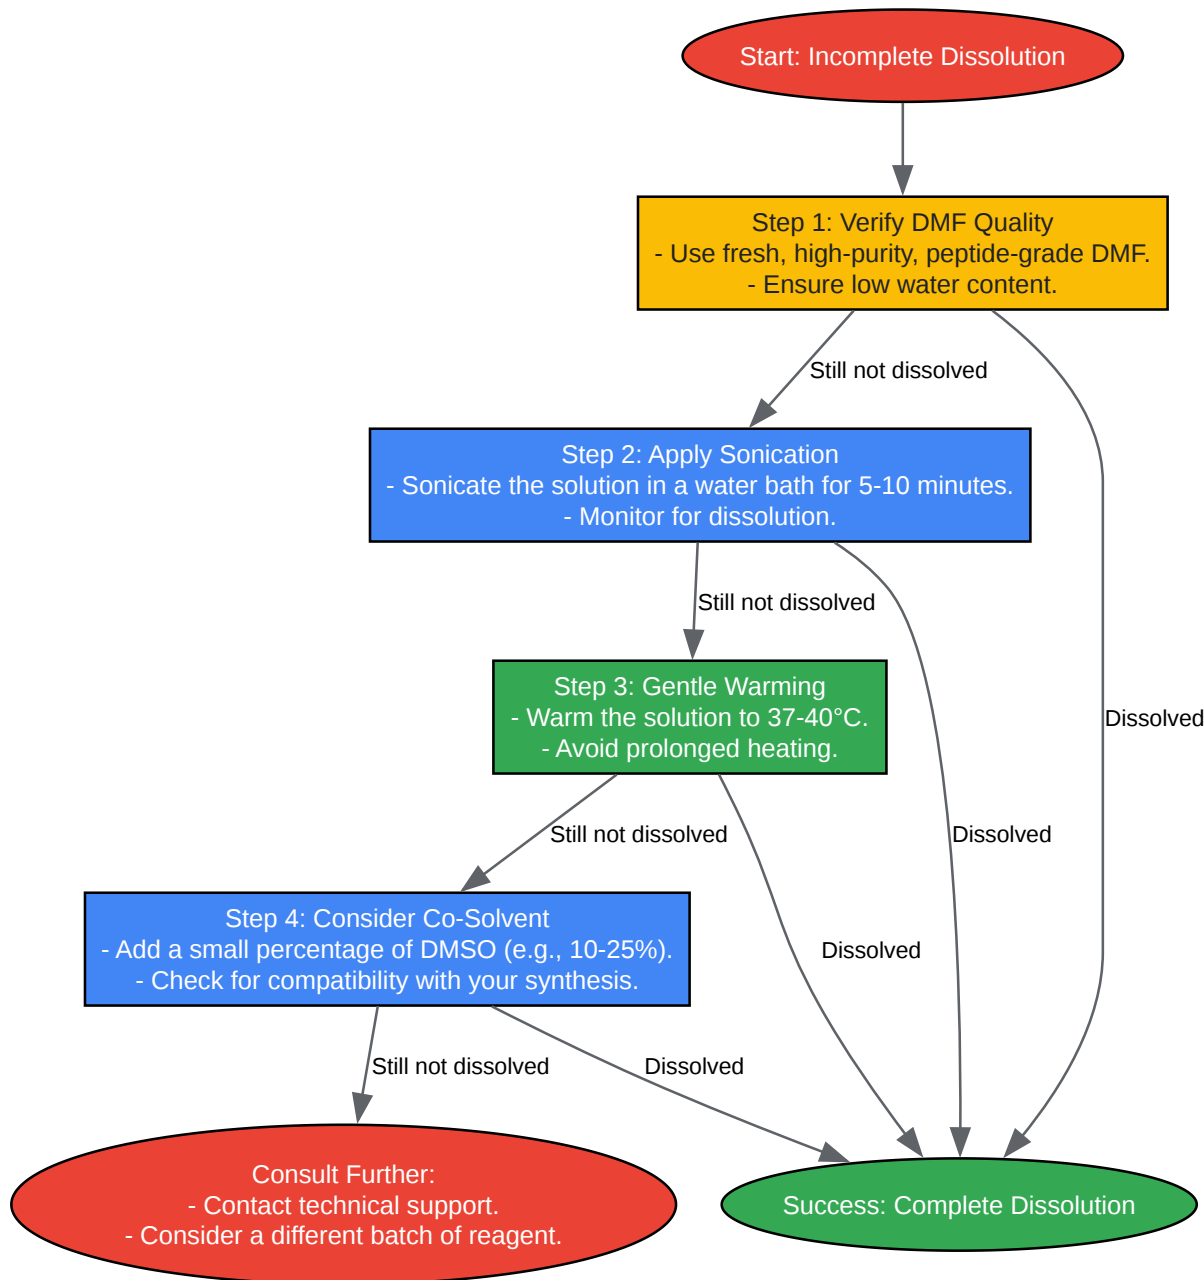 Start: Incomplete Dissolution
Step 1: Verify DMF Quality
- Use fresh, high-purity, peptide-grade DMF.
- Ensure low water content.
Still not dissolved
Step 2: Apply Sonication
- Sonicate the solution in a water bath for 5-10 minutes.
- Monitor for dissolution.
Still not dissolved
Step 3: Gentle Warming
- Warm the solution to 37-40°C.
- Avoid prolonged heating.
Dissolved
Still not dissolved
Dissolved
Step 4: Consider Co-Solvent
- Add a small percentage of DMSO (e.g., 10-25%).
- Check for compatibility with your synthesis.
Dissolved
Still not dissolved
Dissolved
Consult Further:
- Contact technical support.
- Consider a different batch of reagent.
Success: Complete Dissolution